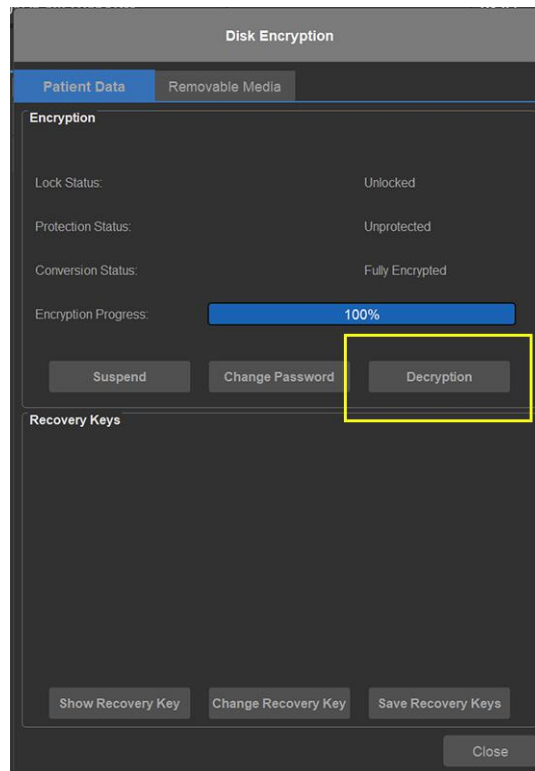 Disk Encryption
Patient Data Removable Media
Encryption
Lock Status: Unlocked
Protection Status: Unprotected
Conversion Status: Fully Encrypted
Encryption Progress: 100%
Suspend Change Password Decryption
Recovery Keys
Show Recovery Key Change Recovery Key Save Recovery Keys
Close